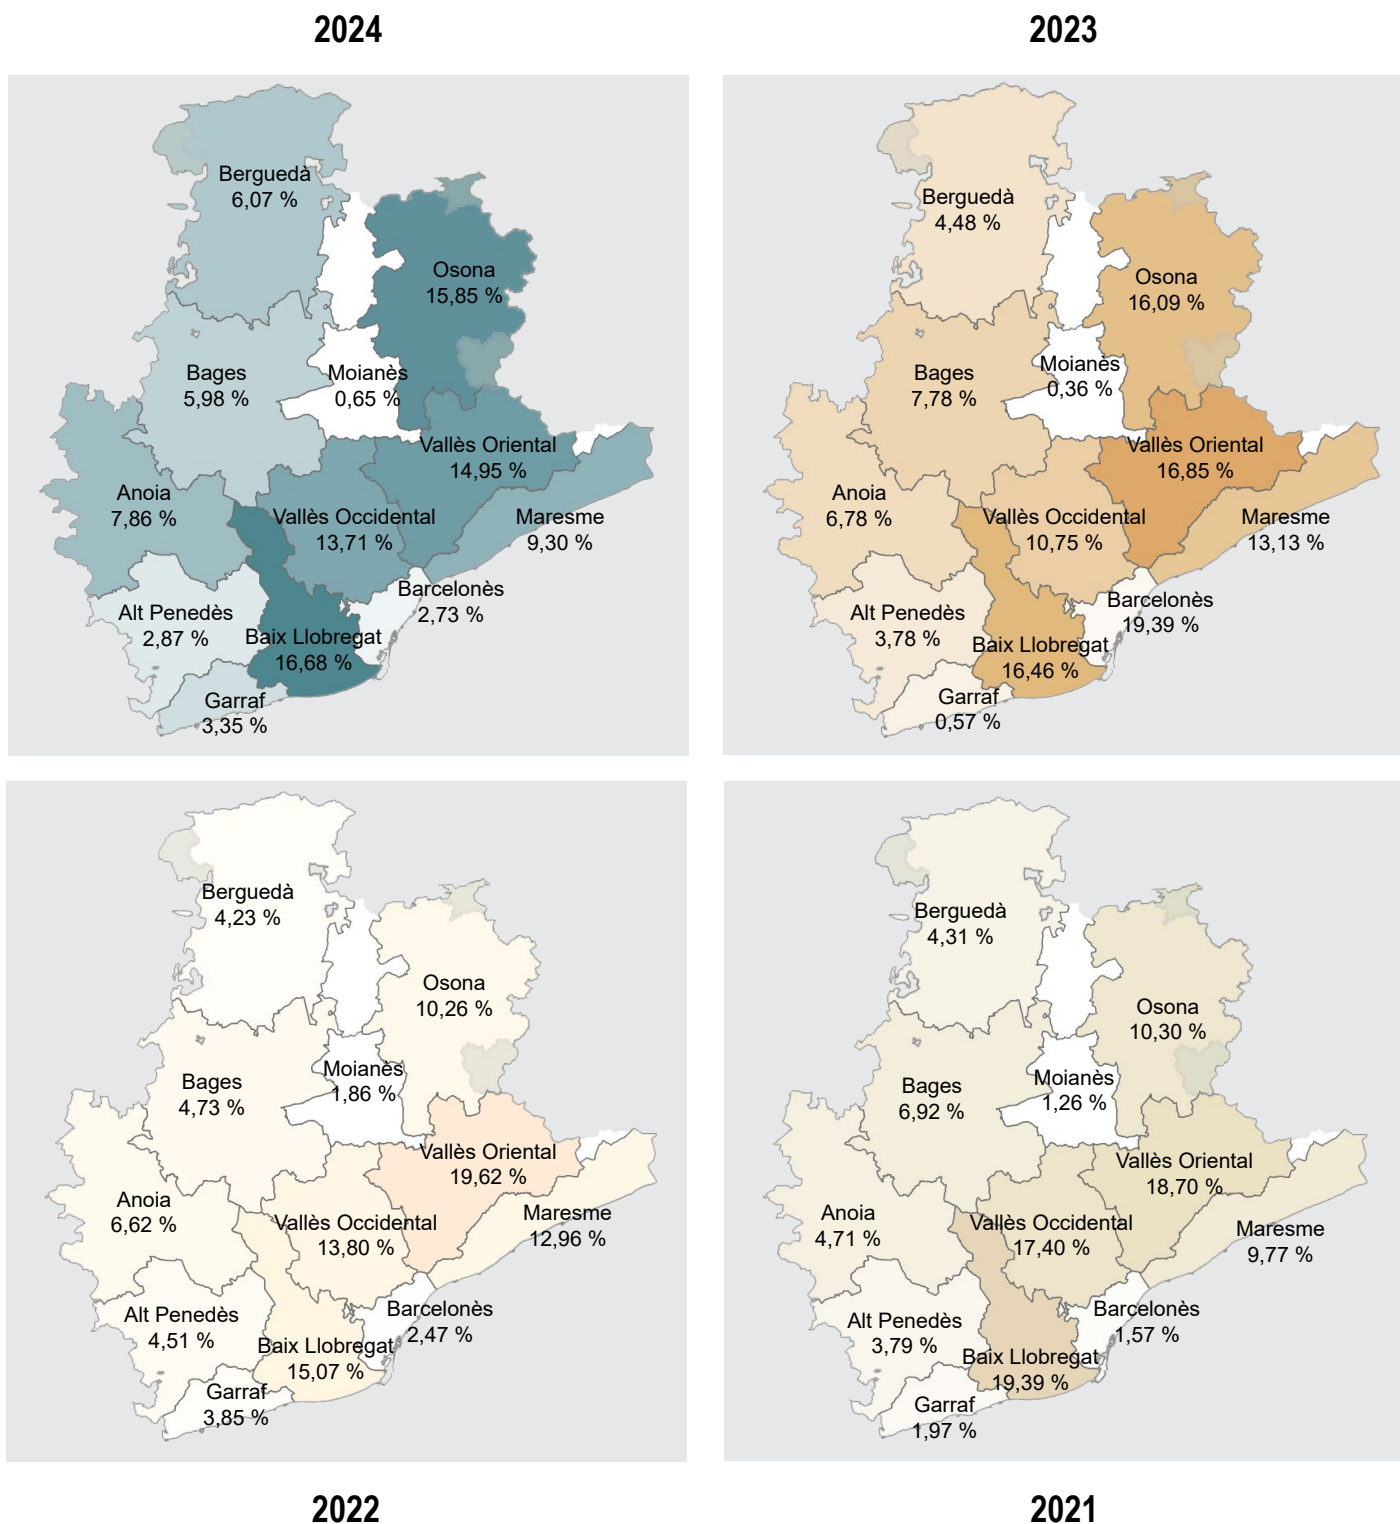 2024
2023
Berguedà
6,07 %
Osona
15,85 %
Bages
5,98 %
Moianès
0,65 %
Vallès Oriental
14,95 %
Anoia
7,86 %
Vallès Occidental
13,71 %
Maresme
9,30 %
Barcelonès
2,73 %
Alt Penedès
2,87 %
Baix Llobregat
16,68 %
Garraf
3,35 %
Berguedà
4,48 %
Osona
16,09 %
Moianès
0,36 %
Bages
7,78 %
Vallès Oriental
16,85 %
Anoia
6,78 %
Vallès Occidental
10,75 %
Maresme
13,13 %
Barcelonès
19,39 %
Alt Penedès
3,78 %
Baix Llobregat
16,46 %
Garraf
0,57 %
Berguedà
4,23 %
Osona
10,26 %
Moianès
1,86 %
Bages
4,73 %
Vallès Oriental
19,62 %
Anoia
6,62 %
Vallès Occidental
13,80 %
Maresme
12,96 %
Barcelonès
2,47 %
Alt Penedès
4,51 %
Baix Llobregat
15,07 %
Garraf
3,85 %
Berguedà
4,31 %
Osona
10,30 %
Moianès
1,26 %
Bages
6,92 %
Vallès Oriental
18,70 %
Anoia
4,71 %
Vallès Occidental
17,40 %
Maresme
9,77 %
Barcelonès
1,57 %
Alt Penedès
3,79 %
Baix Llobregat
19,39 %
Garraf
1,97 %
2022
2021